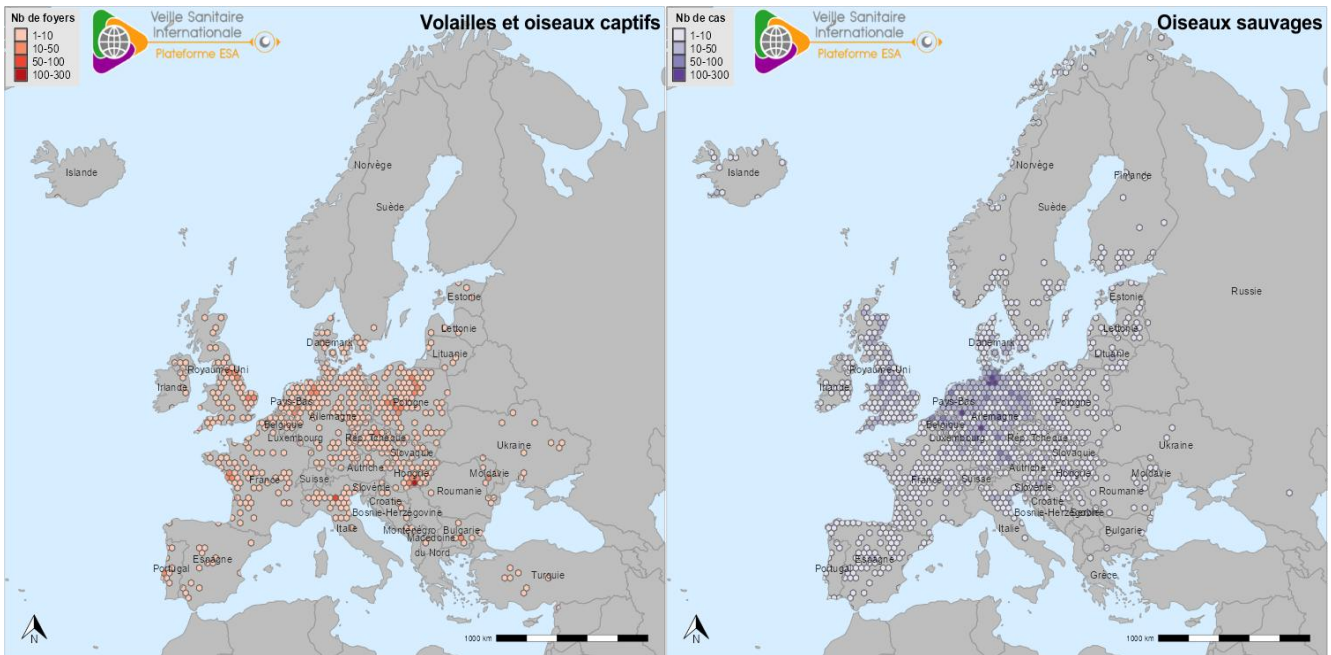 Nb de foyers
1-10
10-50
50-100
100-300
Veille Sanitaire
Internationale
Plateforme ESA
Volailles et oiseaux captifs
Islande
Norvège
Suède
Estonie
Lettonie
Danemark
Lituanie
Royaume-Uni
Irlande
Pays-Bas
Pologne
Allemagne
Belgique
Luxembourg
Rép. Tchèque
Ukraine
Slovaquie
Autriche
Moldavie
Hongrie
France
Suisse
Slovénie
Roumanie
Croatie
Bosnie-Herzégovine
Italie
Monténégro
Bulgarie
Macédoine
du Nord
Espagne
Portugal
Turquie
N
1000 km
Nb de cas
1-10
10-50
50-100
100-300
Veille Sanitaire
Internationale
Plateforme ESA
Oiseaux sauvages
Islande
Norvège
Finlande
Suède
Russie
Estonie
Lettonie
Danemark
Lituanie
Royaume-Uni
Irlande
Pays-Bas
Pologne
Allemagne
Belgique
Luxembourg
Rép. Tchèque
Ukraine
Slovaquie
Autriche
Moldavie
Hongrie
France
Suisse
Slovénie
Roumanie
Croatie
Bosnie-Herzégovine
Serbie
Italie
Bulgarie
Espagne
Portugal
Grèce
N
1000 km